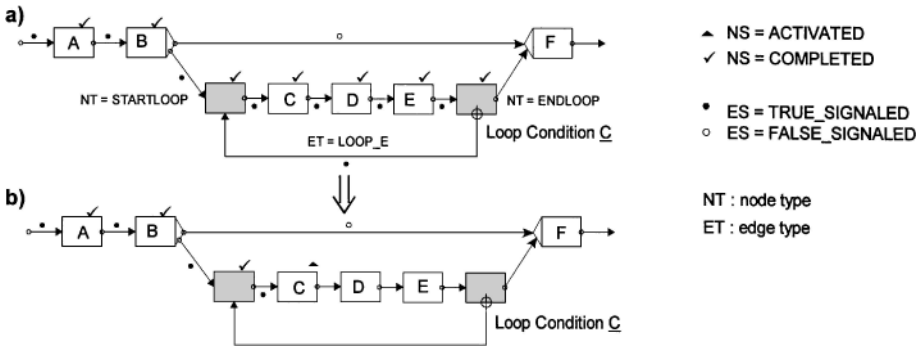 a)
A B F
NS = ACTIVATED
NS = COMPLETED
NT = STARTLOOP C D E NT = ENDLOOP
ES = TRUE_SIGNALED
ES = FALSE_SIGNALED
Loop Condition C
ET = LOOP_E
b)
NT : node type
ET : edge type
A B F
C D E
Loop Condition C